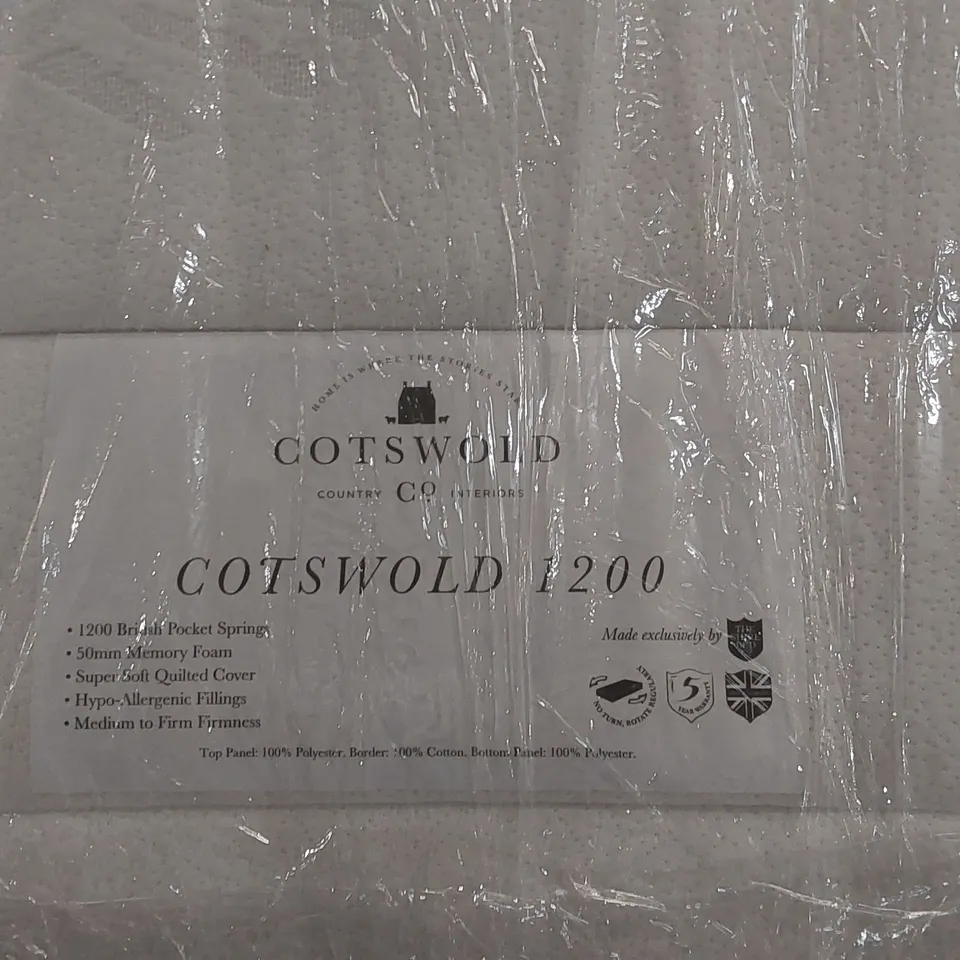 HOME IS WHERE THE STORIES START
COTSWOLD
COUNTRY Co INTERIORS
COTSWOLD 1200
• 1200 British Pocket Springs
• 50mm Memory Foam
• Super Soft Quilted Cover
• Hypo-Allergenic Fillings
• Medium to Firm Firmness
Made exclusively by
THE
NO TURN, ROTATE REGULARLY
5
YEAR WARRANTY
Top Panel: 100% Polyester. Border: 100% Cotton. Bottom Panel: 100% Polyester.